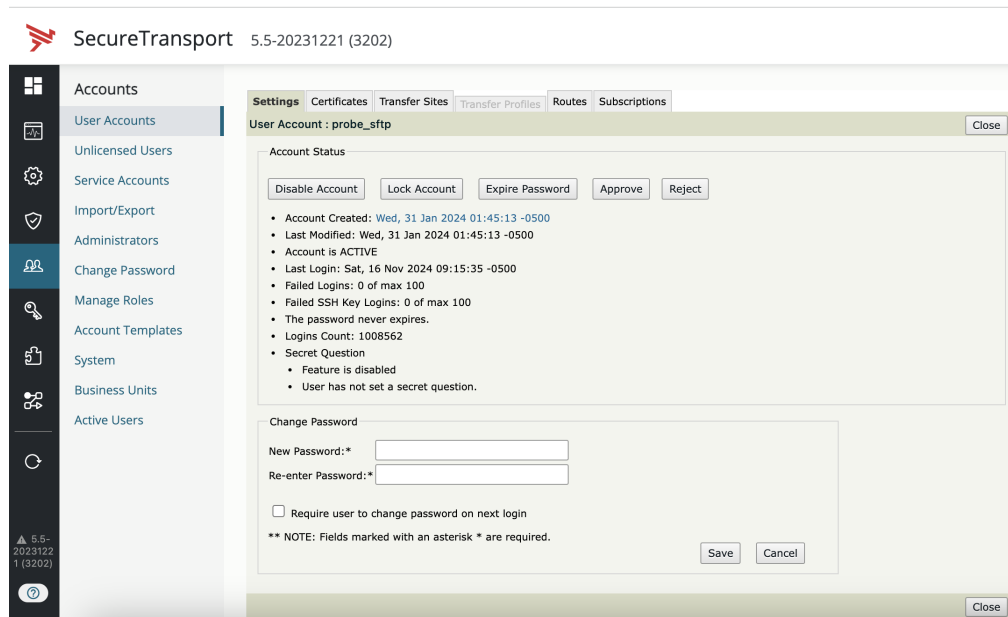 SecureTransport 5.5-20231221 (3202)
Accounts
User Accounts
Unlicensed Users
Service Accounts
Import/Export
Administrators
Change Password
Manage Roles
Account Templates
System
Business Units
Active Users
5.5-
2023122
1 (3202)
Settings Certificates Transfer Sites Transfer Profiles Routes Subscriptions
User Account : probe_sftp Close
Account Status
Disable Account Lock Account Expire Password Approve Reject
• Account Created: Wed, 31 Jan 2024 01:45:13 -0500
• Last Modified: Wed, 31 Jan 2024 01:45:13 -0500
• Account is ACTIVE
• Last Login: Sat, 16 Nov 2024 09:15:35 -0500
• Failed Logins: 0 of max 100
• Failed SSH Key Logins: 0 of max 100
• The password never expires.
• Logins Count: 1008562
• Secret Question
• Feature is disabled
• User has not set a secret question.
Change Password
New Password:*
Re-enter Password:*
Require user to change password on next login
** NOTE: Fields marked with an asterisk * are required.
Save Cancel
Close